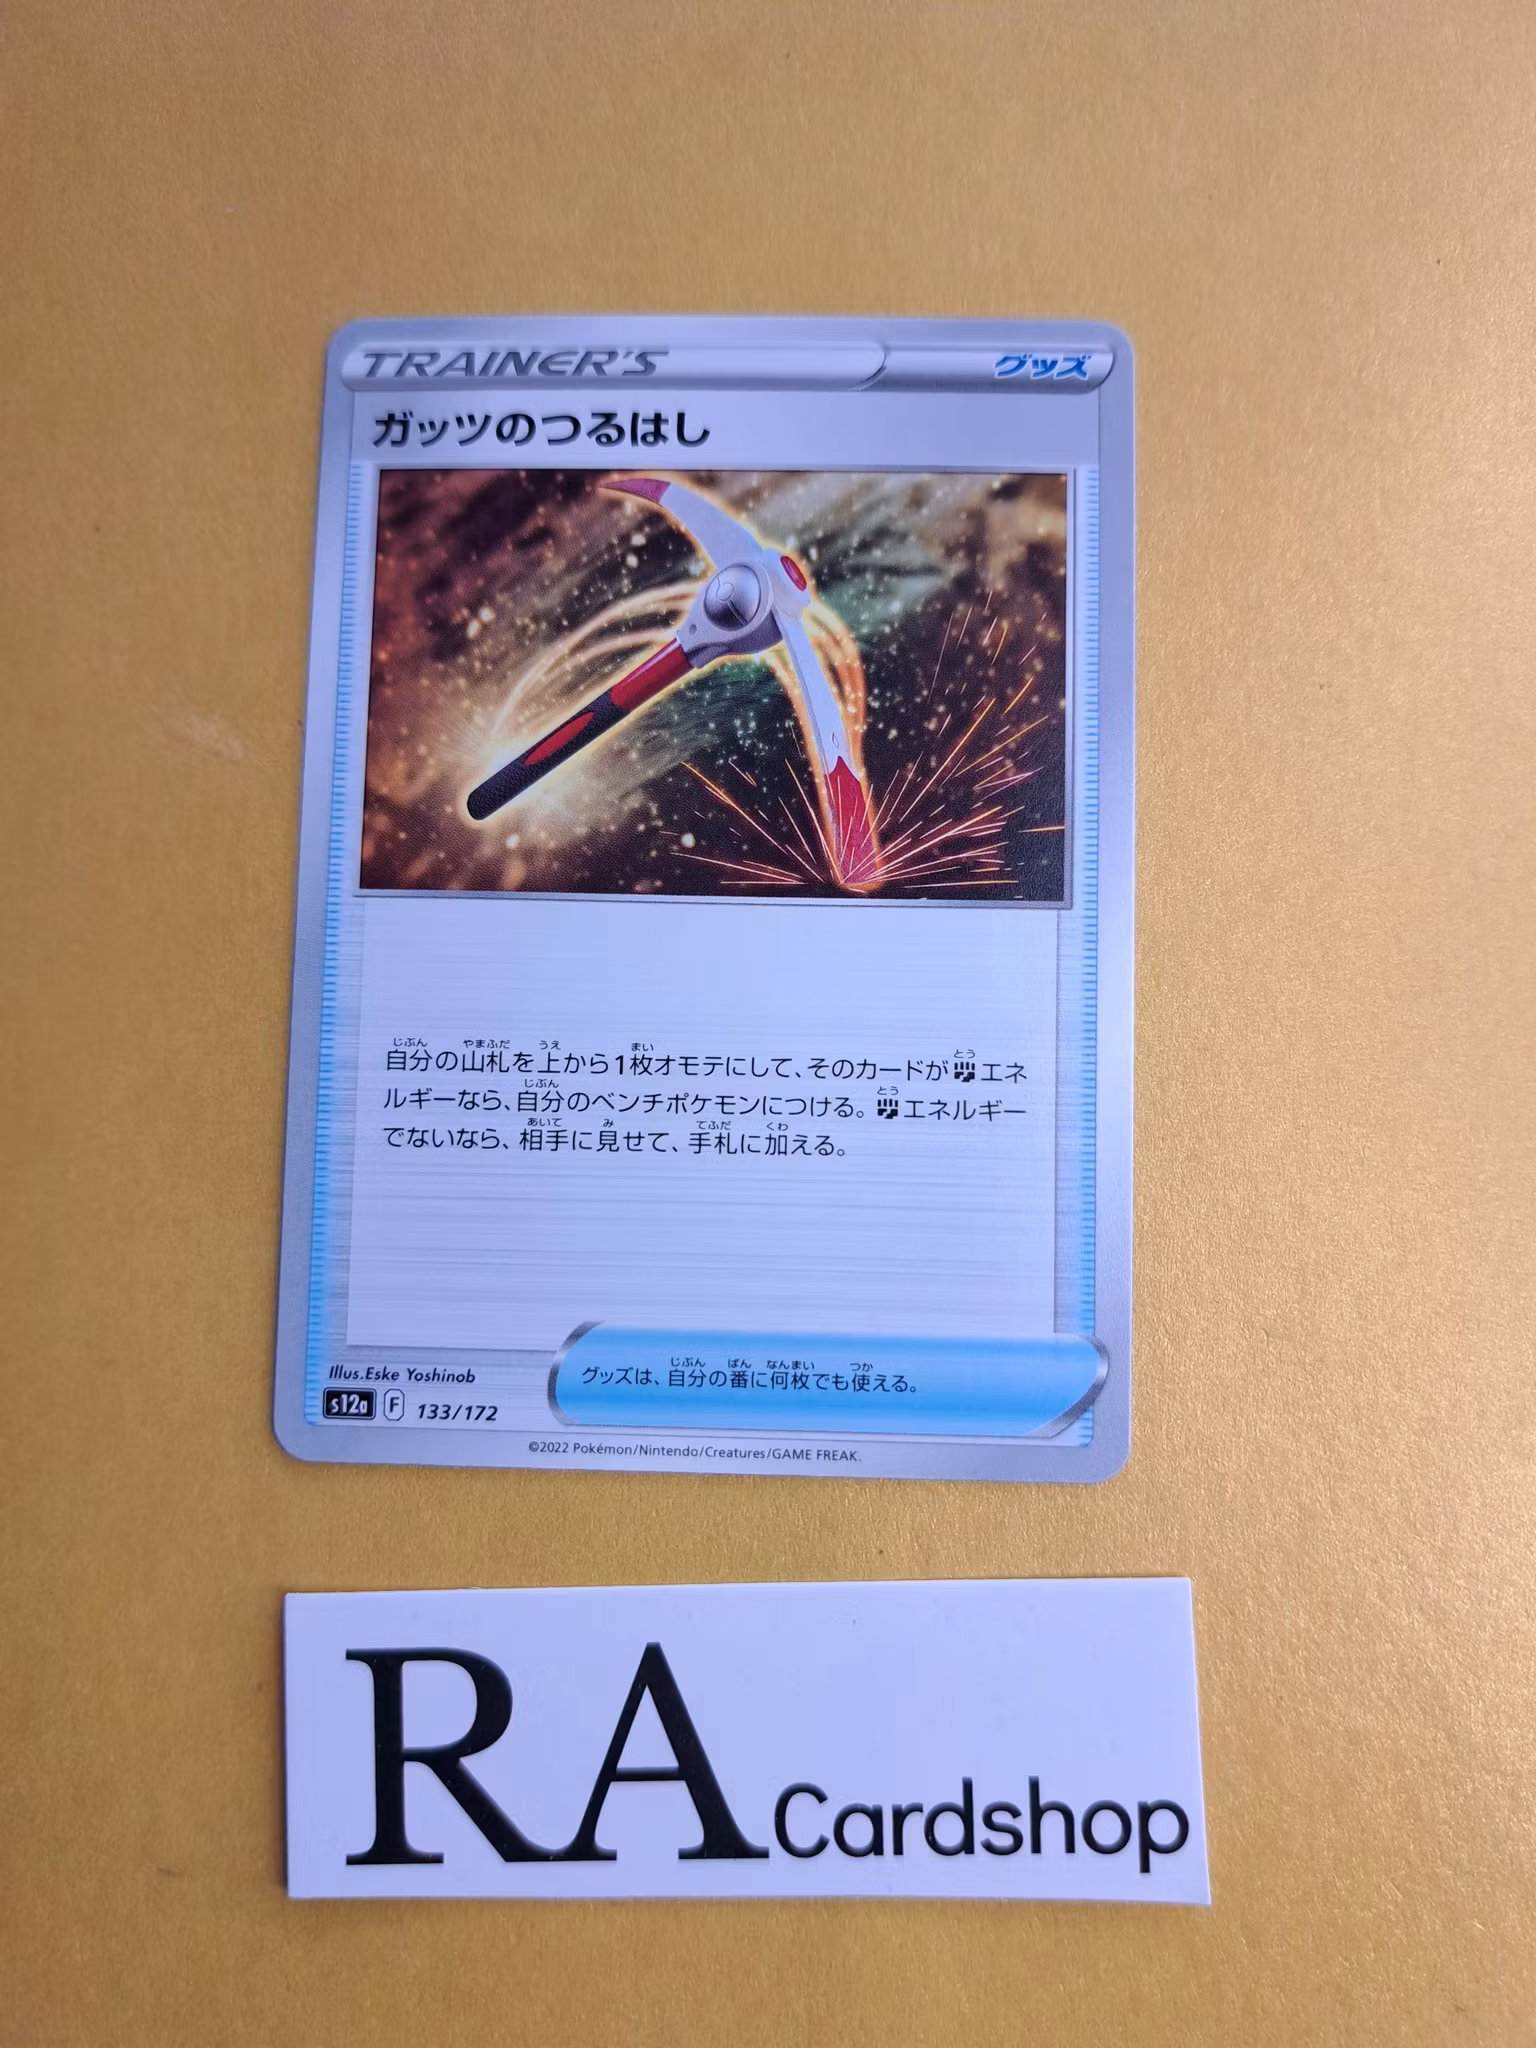 TRAINER'S グッズ
ガッツのつるはし
自分の山札を上から1枚オモテにして、そのカードが闘エネ
ルギーなら、自分のベンチポケモンにつける。闘エネルギー
でないなら、相手に見せて、手札に加える。
Illus.Eske Yoshinob
グッズは、自分の番に何枚でも使える。
s12a F 133/172
©2022 Pokémon/Nintendo/Creatures/GAME FREAK.
RA Cardshop